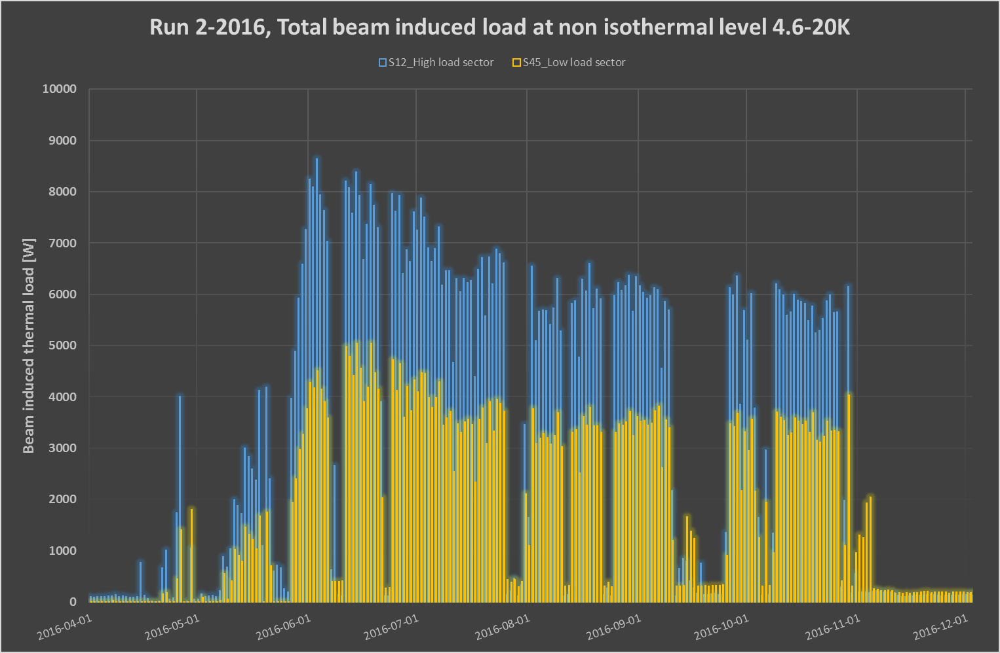 Run 2-2016, Total beam induced load at non isothermal level 4.6-20K
S12_High load sector S45_Low load sector
Beam induced thermal load [W]
10000
9000
8000
7000
6000
5000
4000
3000
2000
1000
0
2016-04-01 2016-05-01 2016-06-01 2016-07-01 2016-08-01 2016-09-01 2016-10-01 2016-11-01 2016-12-01